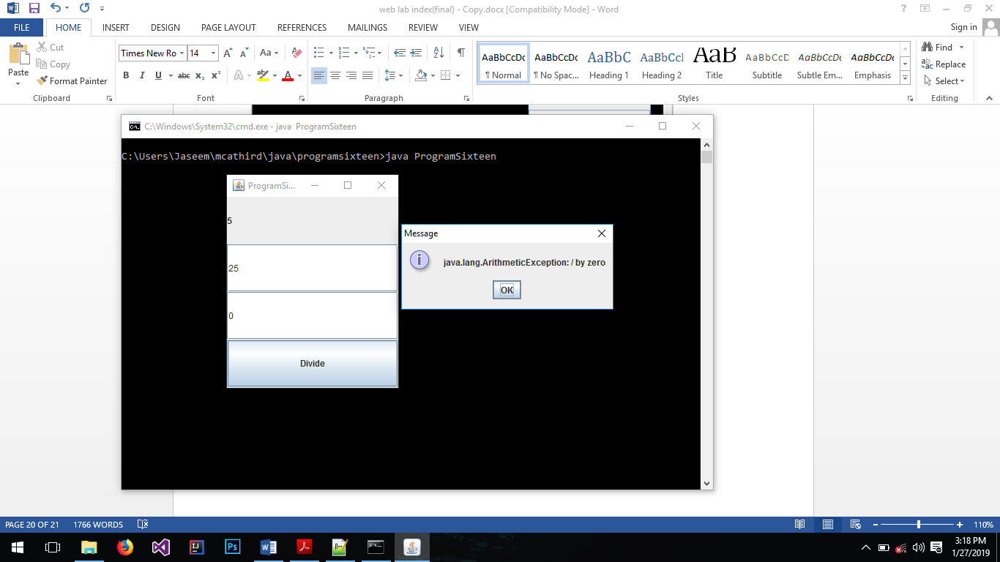 web lab index(final) - Copy.docx [Compatibility Mode] - Word
FILE HOME INSERT DESIGN PAGE LAYOUT REFERENCES MAILINGS REVIEW VIEW Sign in
Paste
Cut
Copy
Format Painter
Clipboard
Times New Ro 14
Font
Paragraph
AaBbCcDc AaBbCcDc AaBbC AaBbCcI AaB AaBbCcD AaBbCcDc AaBbCcDc
¶ Normal ¶ No Spac... Heading 1 Heading 2 Title Subtitle Subtle Em... Emphasis
Styles
Find
Replace
Select
Editing
C:\Windows\System32\cmd.exe - java ProgramSixteen
C:\Users\Jaseem\mcathird\java\programsixteen>java ProgramSixteen
ProgramSi...
5
25
0
Divide
Message
java.lang.ArithmeticException: / by zero
OK
PAGE 20 OF 21 1766 WORDS 110%
3:18 PM
1/27/2019